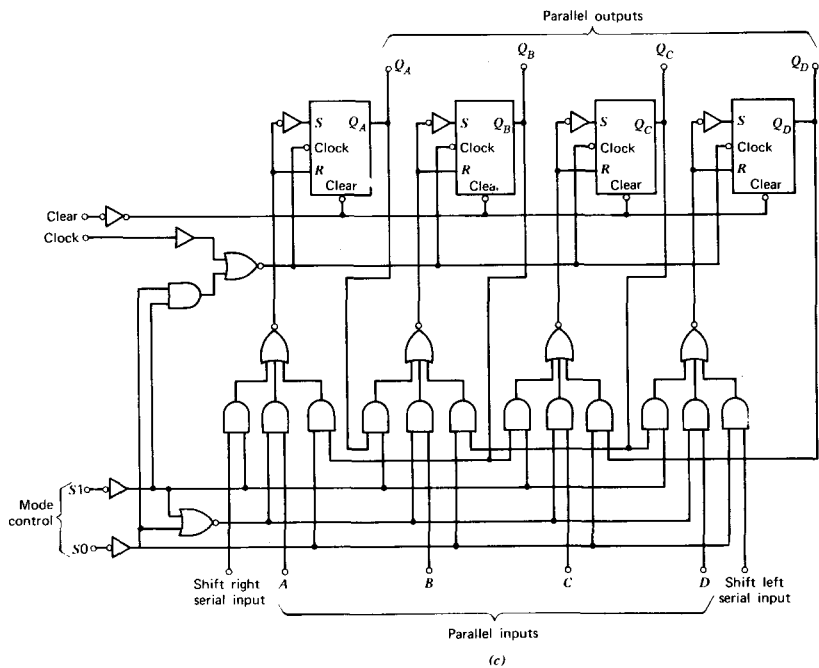 Parallel outputs
Q_A
Q_B
Q_C
Q_D
S Q_A
Clock
R
Clear
S Q_B
Clock
R
Clea.
S Q_C
Clock
R
Clear
S Q_D
Clock
R
Clear
Clear
Clock
Mode control
S1
S0
Shift right
serial input
A
B
C
D
Shift left
serial input
Parallel inputs
(c)